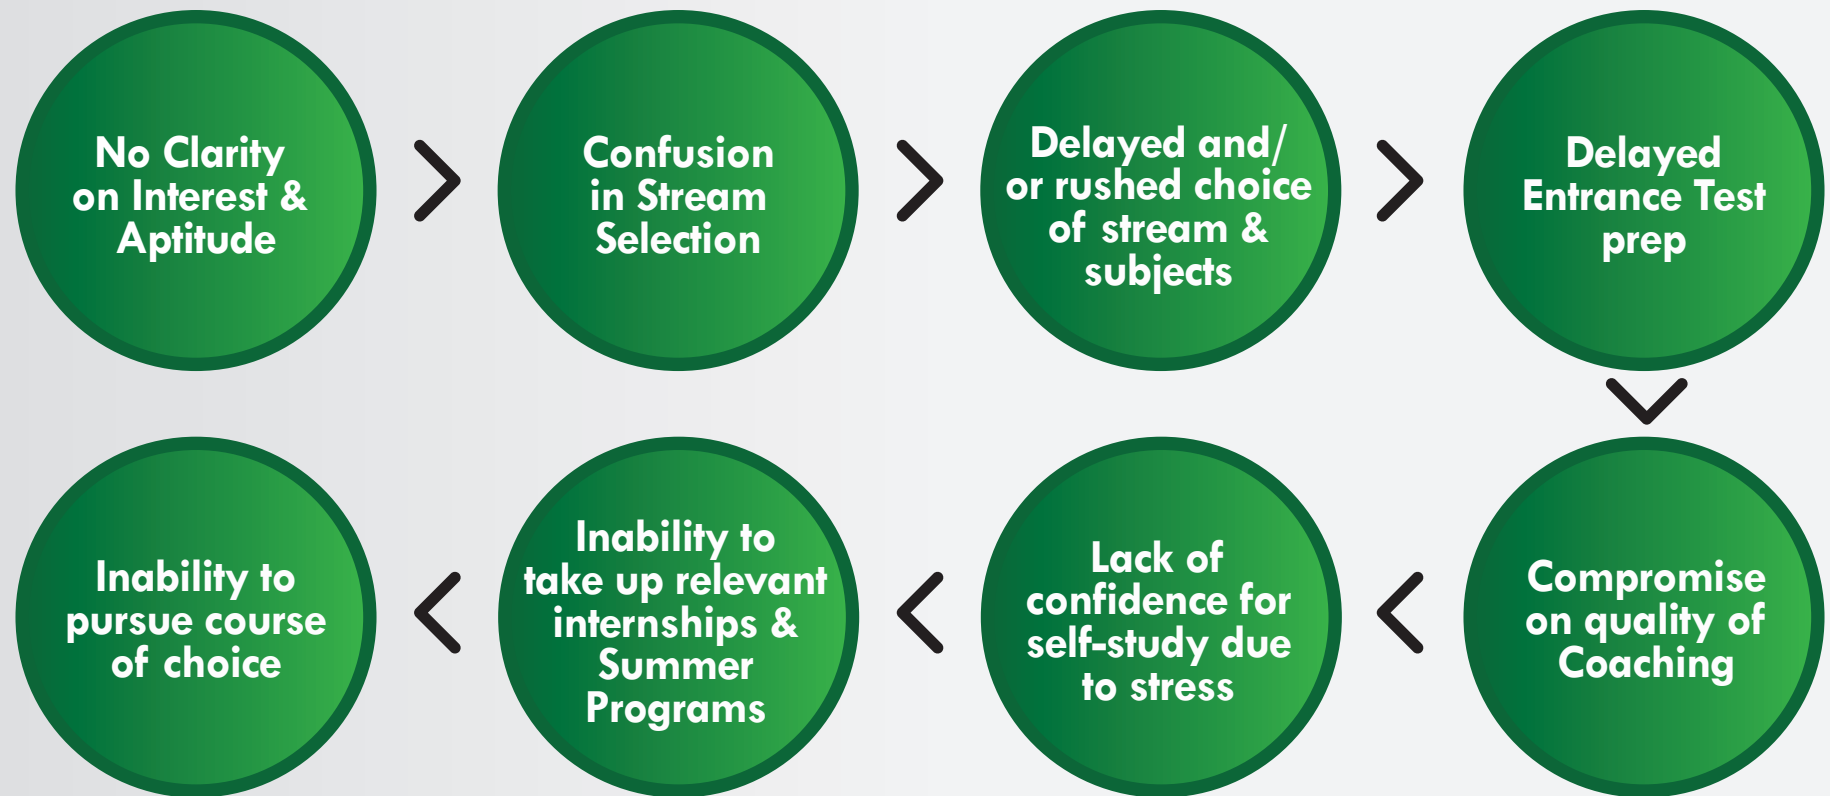 No Clarity
on Interest &
Aptitude
Confusion
in Stream
Selection
Delayed and/
or rushed choice
of stream &
subjects
Delayed
Entrance Test
prep
Compromise
on quality of
Coaching
Lack of
confidence for
self-study due
to stress
Inability to
take up relevant
internships &
Summer
Programs
Inability to
pursue course
of choice